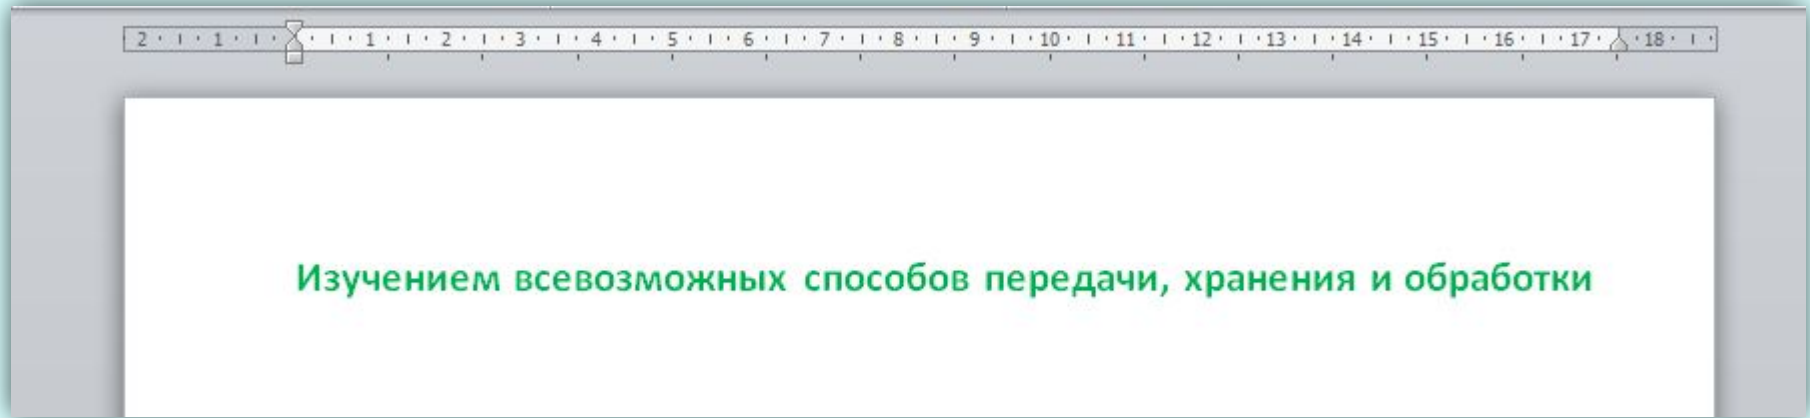 2 1 1 2 3 4 5 6 7 8 9 10 11 12 13 14 15 16 17 18
Изучением всевозможных способов передачи, хранения и обработки